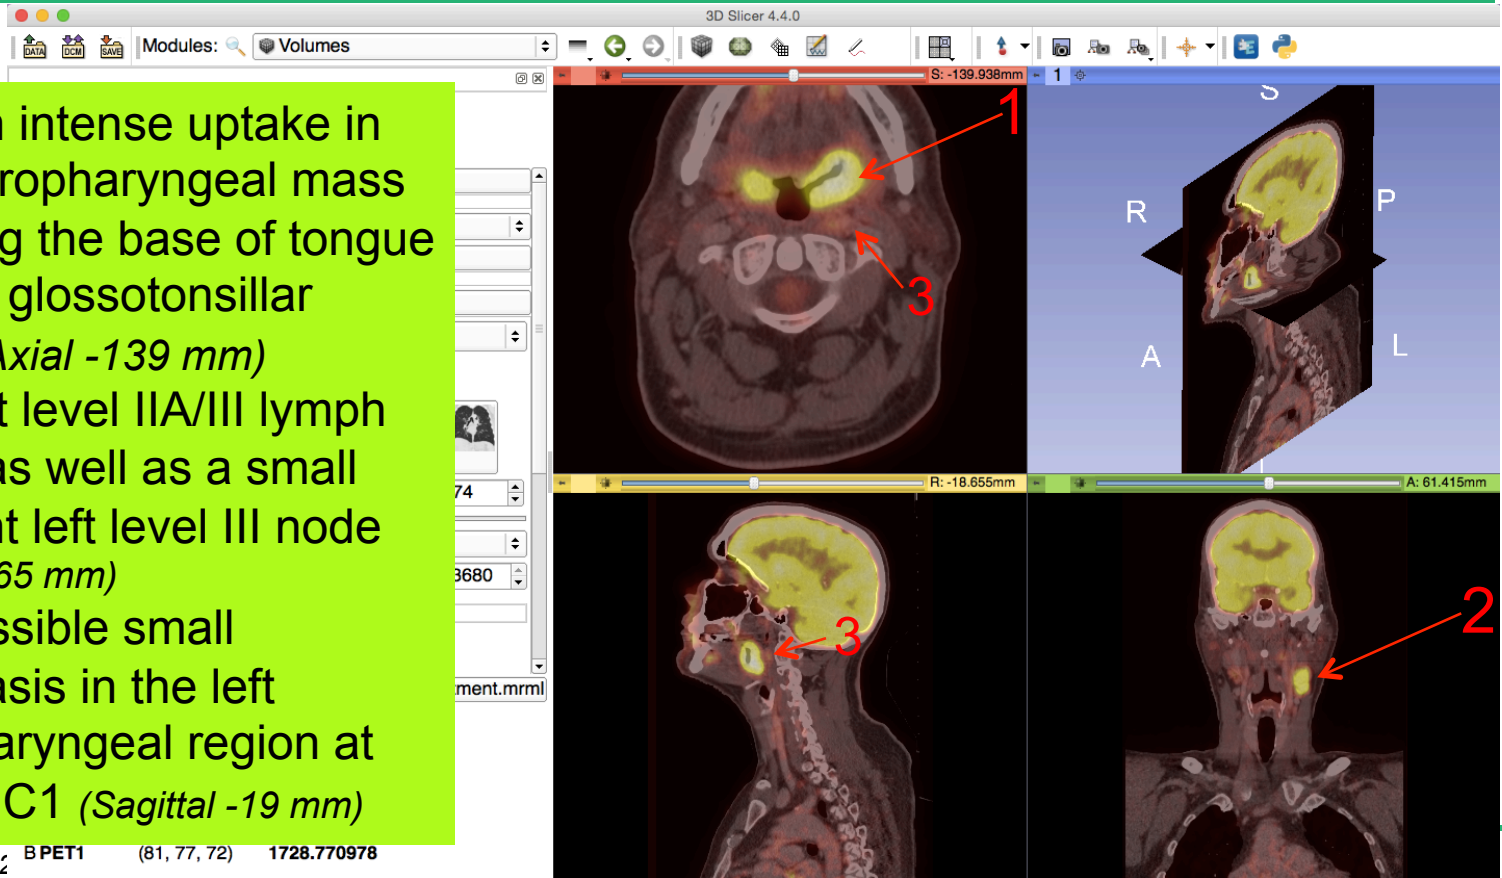 3D Slicer 4.4.0
DATA DCM SAVE Modules: Volumes
S: -139.938mm
1
intense uptake in
ropharyngeal mass
g the base of tongue
glossotonsillar
Axial -139 mm)
t level IIA/III lymph
as well as a small
nt left level III node
65 mm)
ssible small
asis in the left
aryngeal region at
C1 (Sagittal -19 mm)
74
3680
ment.mrml
B PET1 (81, 77, 72) 1728.770978
1
3
S
R
P
A
L
R: -18.655mm
A: 61.415mm
3
2